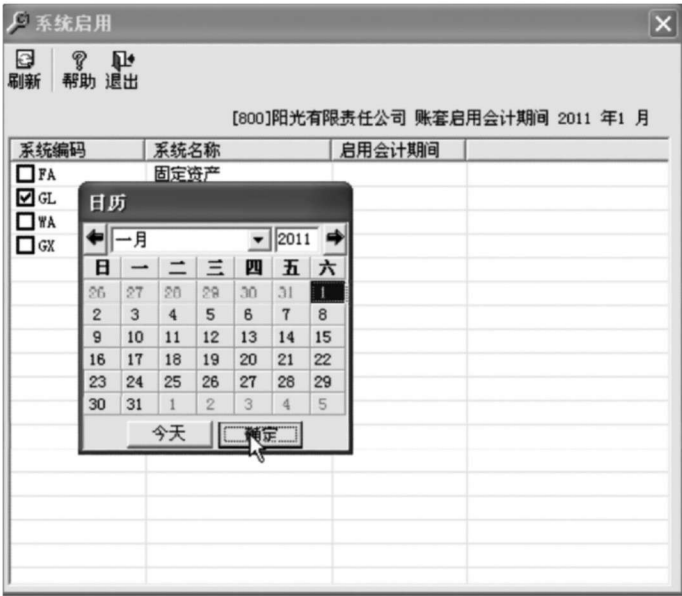 系统启用
刷新 帮助 退出
[800]阳光有限责任公司 账套启用会计期间 2011 年1 月
系统编码 系统名称 启用会计期间
FA 固定资产
GL
WA
GX
日历
一月 2011
日 一 二 三 四 五 六
26 27 28 29 30 31 1
2 3 4 5 6 7 8
9 10 11 12 13 14 15
16 17 18 19 20 21 22
23 24 25 26 27 28 29
30 31 1 2 3 4 5
今天 确定